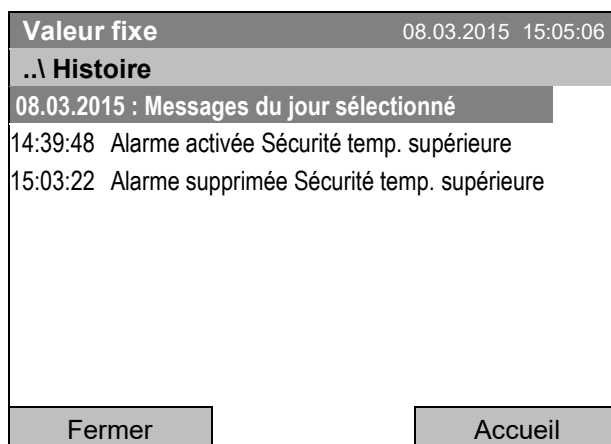 Valeur fixe 08.03.2015 15:05:06
..\ Histoire
08.03.2015 : Messages du jour sélectionné
14:39:48 Alarme activée Sécurité temp. supérieure
15:03:22 Alarme supprimée Sécurité temp. supérieure
Fermer Accueil